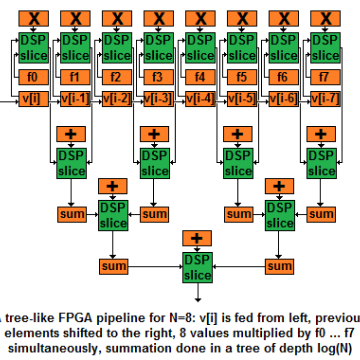 X X X X X X X X
DSP slice DSP slice DSP slice DSP slice DSP slice DSP slice DSP slice DSP slice
f0 f1 f2 f3 f4 f5 f6 f7
v[i] v[i-1] v[i-2] v[i-3] v[i-4] v[i-5] v[i-6] v[i-7]
+ + + +
DSP slice DSP slice DSP slice DSP slice
+ +
sum DSP slice sum sum DSP slice sum
+
sum DSP slice sum
A tree-like FPGA pipeline for N=8: v[i] is fed from left, previou
elements shifted to the right, 8 values multiplied by f0 ... f7
simultaneously, summation done in a tree of depth log(N)